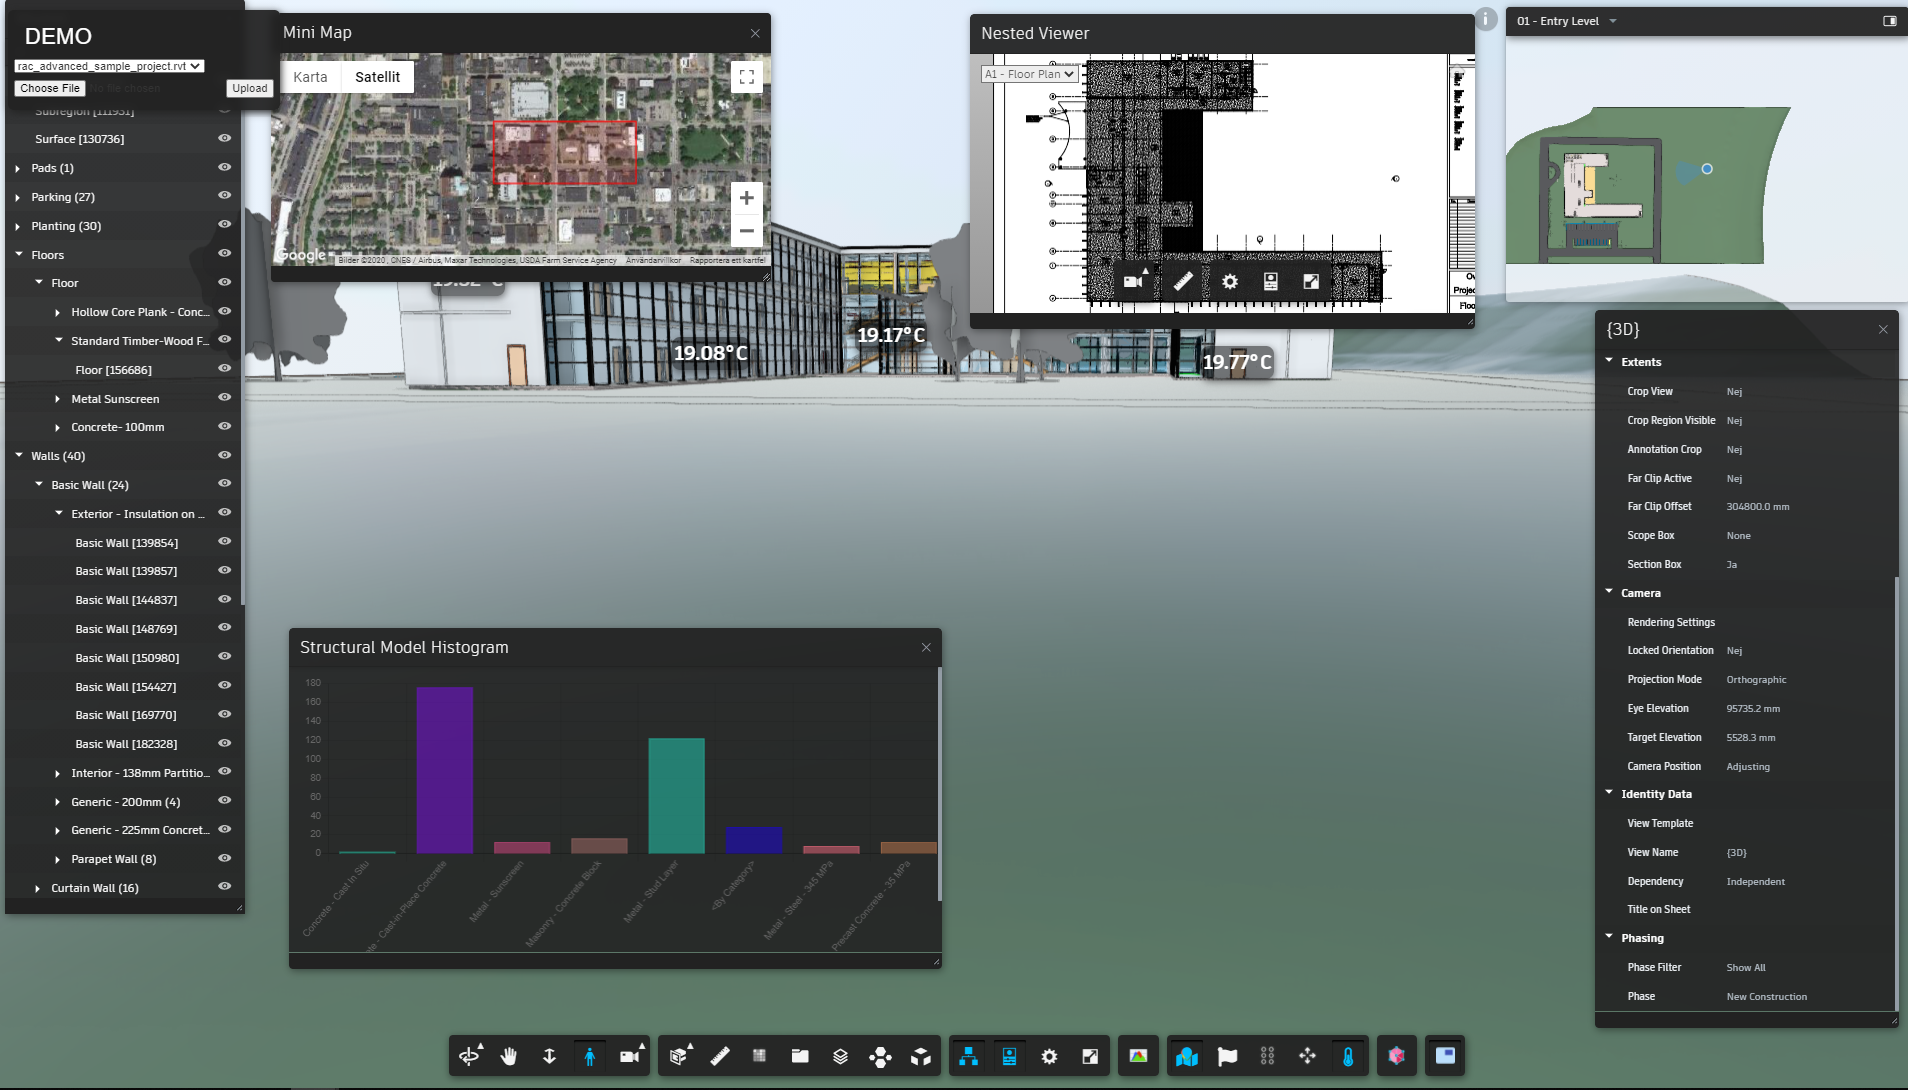 DEMO
rac_advanced_sample_project.rvt
Choose File
No file chosen
Upload
Subregion [111931]
Surface [130736]
Pads (1)
Parking (27)
Planting (30)
Floors
Floor
Hollow Core Plank - Conc...
Standard Timber-Wood F...
Floor [156686]
Metal Sunscreen
Concrete- 100mm
Walls (40)
Basic Wall (24)
Exterior - Insulation on ...
Basic Wall [139854]
Basic Wall [139857]
Basic Wall [144837]
Basic Wall [148769]
Basic Wall [150980]
Basic Wall [154427]
Basic Wall [169770]
Basic Wall [182328]
Interior - 138mm Partitio...
Generic - 200mm (4)
Generic - 225mm Concret...
Parapet Wall (8)
Curtain Wall (16)
Mini Map
Karta
Satellit
Google
Bilder ©2020, CNES / Airbus, Maxar Technologies, USDA Farm Service Agency
Användarvillkor
Rapportera ett kartfel
19.08°C
19.17°C
19.77°C
Nested Viewer
A1 - Floor Plan
01 - Entry Level
Structural Model Histogram
180
160
140
120
100
80
60
40
20
0
Concrete - Cast In Situ
te - Cast-in-Place Concrete
Metal - Sunscreen
Masonry - Concrete Block
Metal - Stud Layer
<By Category>
Metal - Steel - 345 MPa
Precast Concrete - 35 MPa
{3D}
Extents
Crop View Nej
Crop Region Visible Nej
Annotation Crop Nej
Far Clip Active Nej
Far Clip Offset 304800.0 mm
Scope Box None
Section Box Ja
Camera
Rendering Settings
Locked Orientation Nej
Projection Mode Orthographic
Eye Elevation 95735.2 mm
Target Elevation 5528.3 mm
Camera Position Adjusting
Identity Data
View Template
View Name {3D}
Dependency Independent
Title on Sheet
Phasing
Phase Filter Show All
Phase New Construction